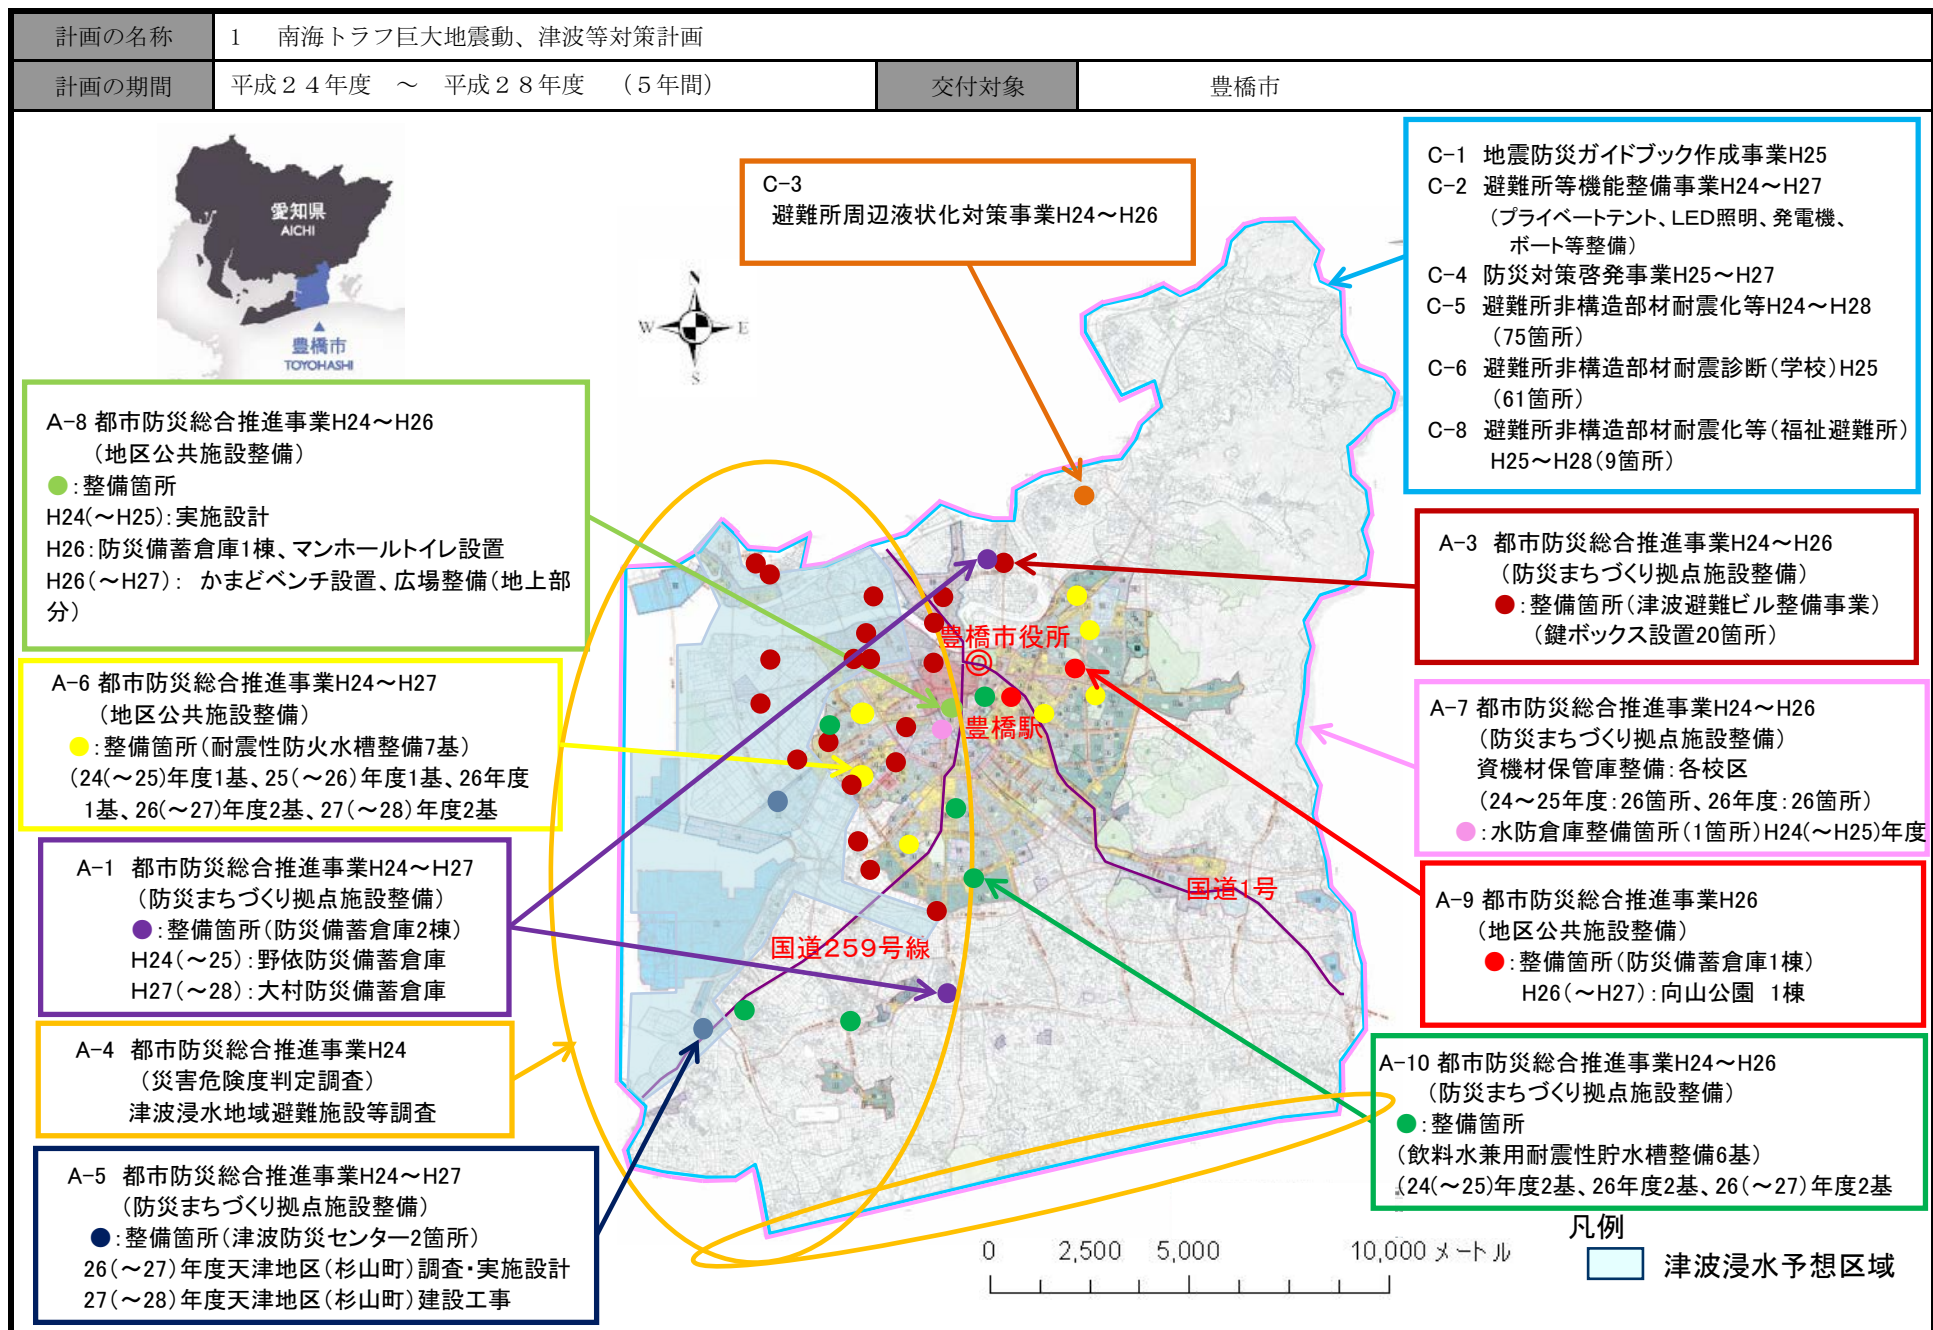 計画の名称
1 南海トラフ巨大地震動、津波等対策計画
計画の期間
平成２４年度 ～ 平成２８年度 （５年間）
交付対象
豊橋市
愛知県
AICHI
豊橋市
TOYOHASHI
N
W
E
S
C-3
避難所周辺液状化対策事業H24～H26
C-1 地震防災ガイドブック作成事業H25
C-2 避難所等機能整備事業H24～H27
（プライベートテント、LED照明、発電機、
ボート等整備）
C-4 防災対策啓発事業H25～H27
C-5 避難所非構造部材耐震化等H24～H28
（75箇所）
C-6 避難所非構造部材耐震診断（学校）H25
（61箇所）
C-8 避難所非構造部材耐震化等（福祉避難所）
H25～H28（9箇所）
A-8 都市防災総合推進事業H24～H26
（地区公共施設整備）
●：整備箇所
H24(～H25)：実施設計
H26：防災備蓄倉庫1棟、マンホールトイレ設置
H26（～H27）： かまどベンチ設置、広場整備（地上部
分）
A-3 都市防災総合推進事業H24～H26
（防災まちづくり拠点施設整備）
●：整備箇所（津波避難ビル整備事業）
（鍵ボックス設置20箇所）
A-6 都市防災総合推進事業H24～H27
（地区公共施設整備）
●：整備箇所（耐震性防火水槽整備7基）
（24(～25)年度1基、25(～26)年度1基、26年度
1基、26(～27)年度2基、27(～28)年度2基
A-7 都市防災総合推進事業H24～H26
（防災まちづくり拠点施設整備）
資機材保管庫整備：各校区
（24～25年度：26箇所、26年度：26箇所）
●：水防倉庫整備箇所（1箇所）H24(～H25)年度
A-1 都市防災総合推進事業H24～H27
（防災まちづくり拠点施設整備）
●：整備箇所（防災備蓄倉庫2棟）
H24(～25)：野依防災備蓄倉庫
H27(～28)：大村防災備蓄倉庫
A-9 都市防災総合推進事業H26
（地区公共施設整備）
●：整備箇所（防災備蓄倉庫1棟）
H26（～H27）：向山公園 1棟
A-4 都市防災総合推進事業H24
（災害危険度判定調査）
津波浸水地域避難施設等調査
A-10 都市防災総合推進事業H24～H26
（防災まちづくり拠点施設整備）
●：整備箇所
（飲料水兼用耐震性貯水槽整備6基）
（24(～25)年度2基、26年度2基、26(～27)年度2基
A-5 都市防災総合推進事業H24～H27
（防災まちづくり拠点施設整備）
●：整備箇所（津波防災センター2箇所）
26(～27)年度天津地区（杉山町）調査・実施設計
27(～28)年度天津地区（杉山町）建設工事
豊橋市役所
豊橋駅
国道1号
国道259号線
0 2,500 5,000 10,000 メートル
凡例
津波浸水予想区域